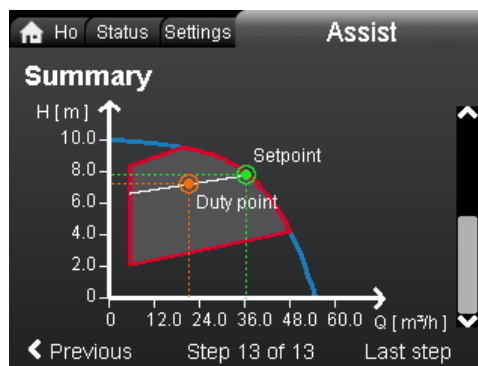 Ho Status Settings Assist
Summary
H [ m ]
10.0
8.0
6.0
4.0
2.0
0
Setpoint
Duty point
0 12.0 24.0 36.0 48.0 60.0 Q [ m³/h ]
Previous Step 13 of 13 Last step